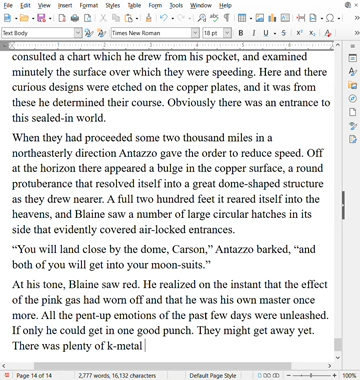 File Edit View Insert Format Styles Table Form Tools Window Help
Text Body Times New Roman 18 pt
consulted a chart which he drew from his pocket, and examined
minutely the surface over which they were speeding. Here and there
curious designs were etched on the copper plates, and it was from
these he determined their course. Obviously there was an entrance to
this sealed-in world.
When they had proceeded some two thousand miles in a
northeasterly direction Antazzo gave the order to reduce speed. Off
at the horizon there appeared a bulge in the copper surface, a round
protuberance that resolved itself into a great dome-shaped structure
as they drew nearer. A full two hundred feet it reared itself into the
heavens, and Blaine saw a number of large circular hatches in its
side that evidently covered air-locked entrances.
“You will land close by the dome, Carson,” Antazzo barked, “and
both of you will get into your moon-suits.”
At his tone, Blaine saw red. He realized on the instant that the effect
of the pink gas had worn off and that he was his own master once
more. All the pent-up emotions of the past few days were unleashed.
If only he could get in one good punch. They might get away yet.
There was plenty of k-metal
Page 14 of 14 2,777 words, 16,132 characters Default Page Style 100%